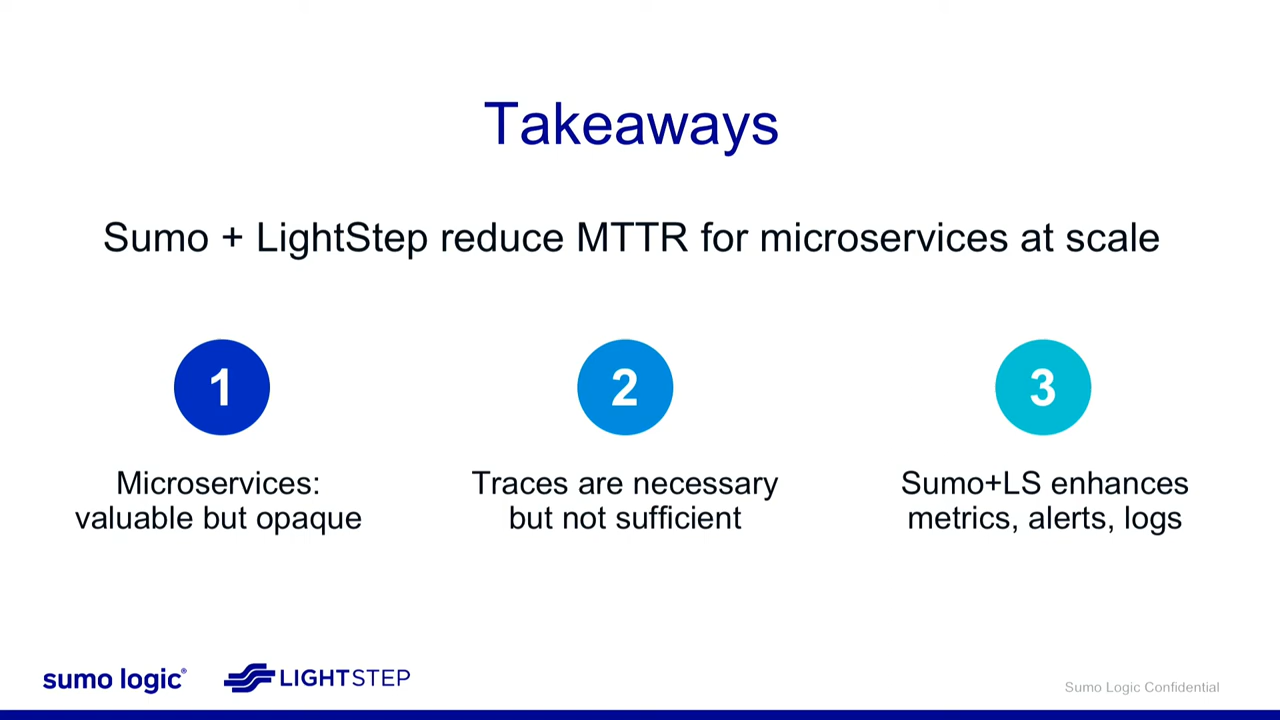 Takeaways
Sumo + LightStep reduce MTTR for microservices at scale
1
2
3
Microservices:
valuable but opaque
Traces are necessary
but not sufficient
Sumo+LS enhances
metrics, alerts, logs
sumo logic®
LIGHTSTEP
Sumo Logic Confidential